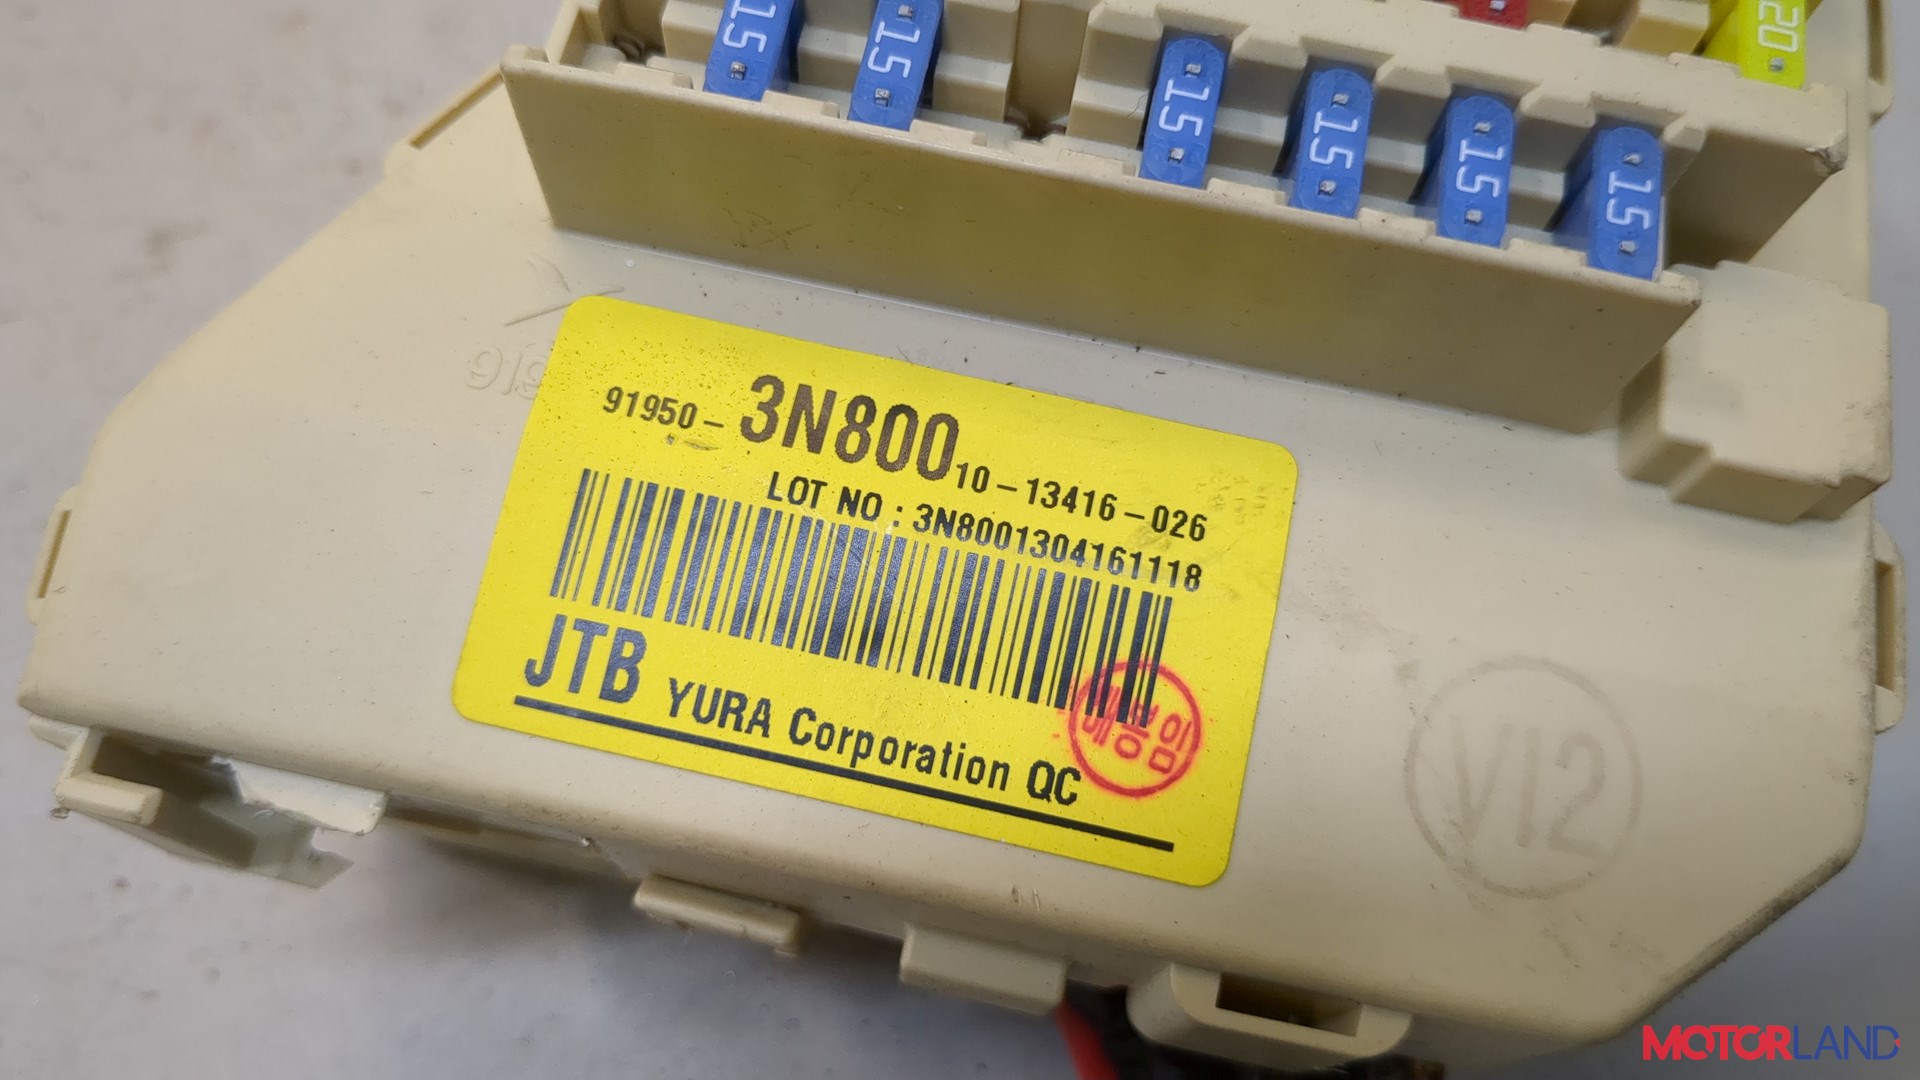 15
15
15
15
15
15
20
91950-3N800 10-13416-026
LOT NO : 3N8001304161118
JTB YURA Corporation QC
VI2
MOTORLAND